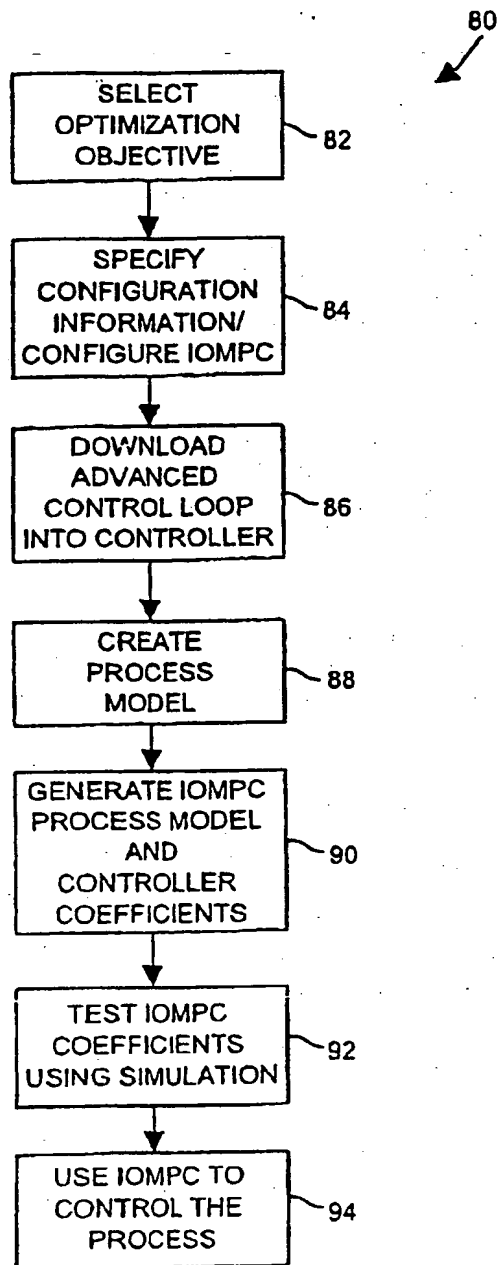 80
SELECT
OPTIMIZATION
OBJECTIVE
82
SPECIFY
CONFIGURATION
INFORMATION/
CONFIGURE IOMPC
84
DOWNLOAD
ADVANCED
CONTROL LOOP
INTO CONTROLLER
86
CREATE
PROCESS
MODEL
88
GENERATE IOMPC
PROCESS MODEL
AND
CONTROLLER
COEFFICIENTS
90
TEST IOMPC
COEFFICIENTS
USING SIMULATION
92
USE IOMPC TO
CONTROL THE
PROCESS
94